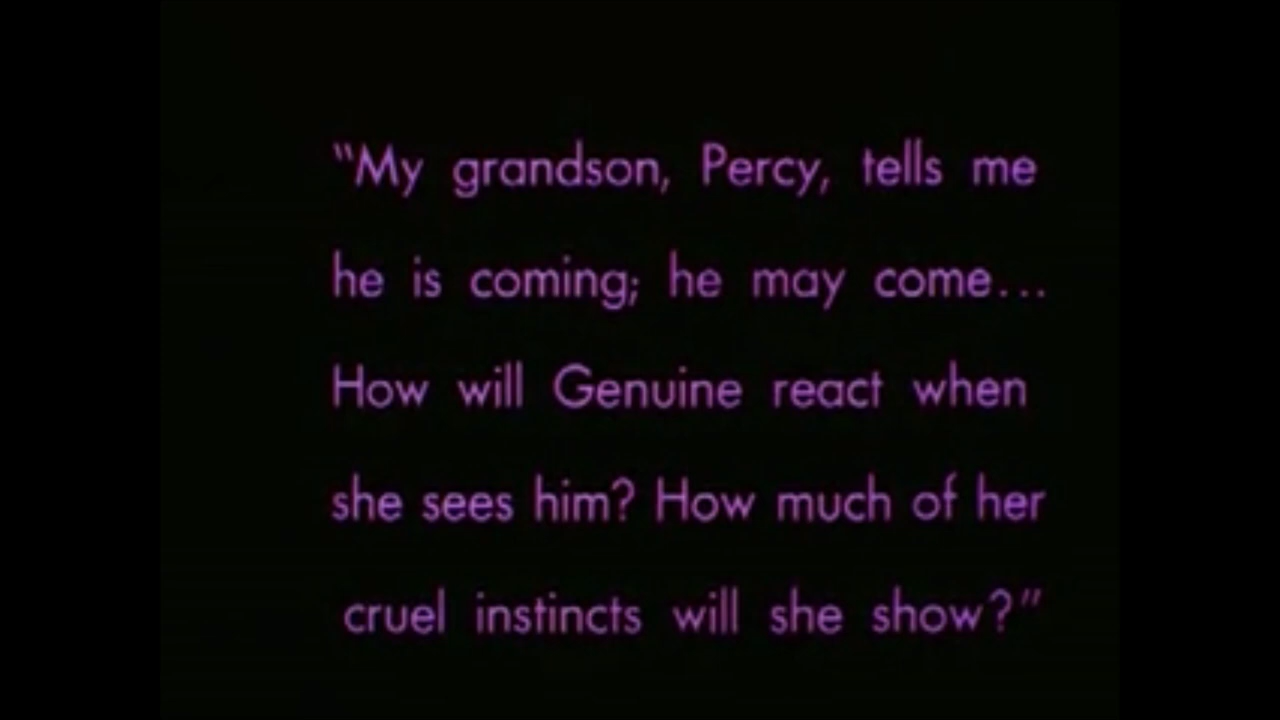 “My grandson, Percy, tells me
he is coming; he may come...
How will Genuine react when
she sees him? How much of her
cruel instincts will she show?”